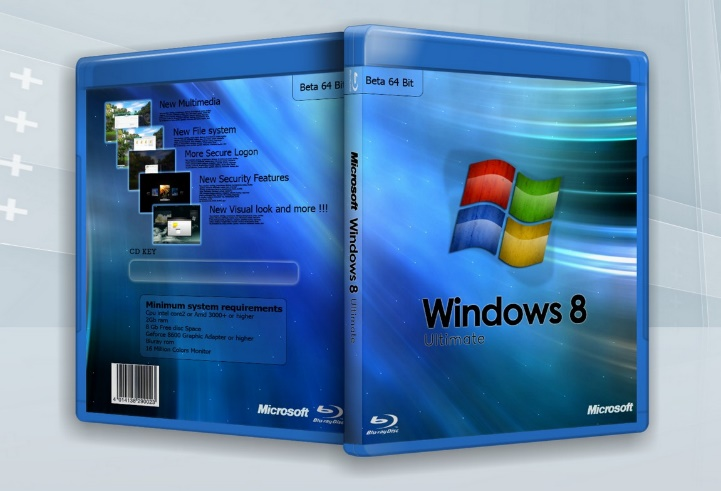 Beta 64 Bit
New Multimedia
New File system
More Secure Logon
New Security Features
New Visual look and more !!!
CD KEY
Minimum system requirements
Cpu Intel core2 or Amd 3000+ or higher
2Gb ram
8 Gb Free disc Space
Geforce 8800 Graphic Adapter or higher
Bluray rom
16 Million Colors Monitor
Microsoft
Blu-ray Disc
Microsoft Windows 8 Ultimate
Beta 64 Bit
Windows 8
Ultimate
Blu-ray Disc
Microsoft